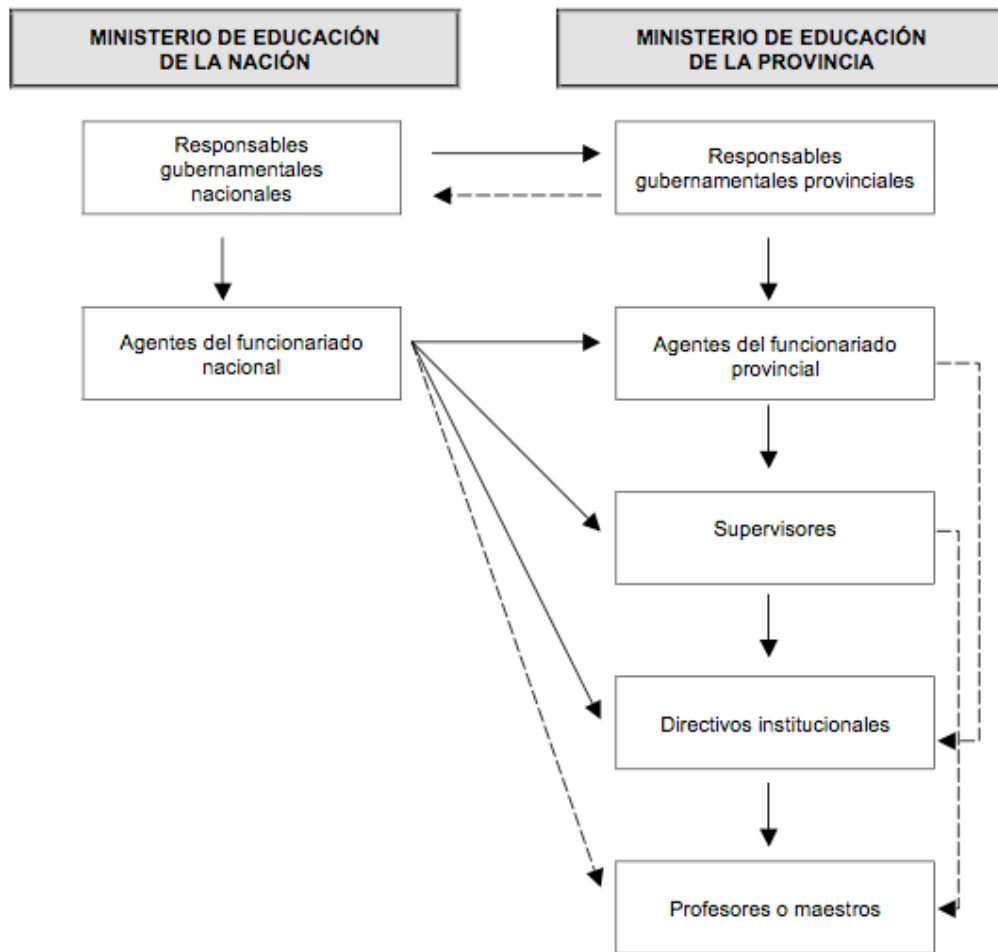 MINISTERIO DE EDUCACIÓN
DE LA NACIÓN
MINISTERIO DE EDUCACIÓN
DE LA PROVINCIA
Responsables
gubernamentales
nacionales
Responsables
gubernamentales provinciales
Agentes del funcionariado
nacional
Agentes del funcionariado
provincial
Supervisores
Directivos institucionales
Profesores o maestros